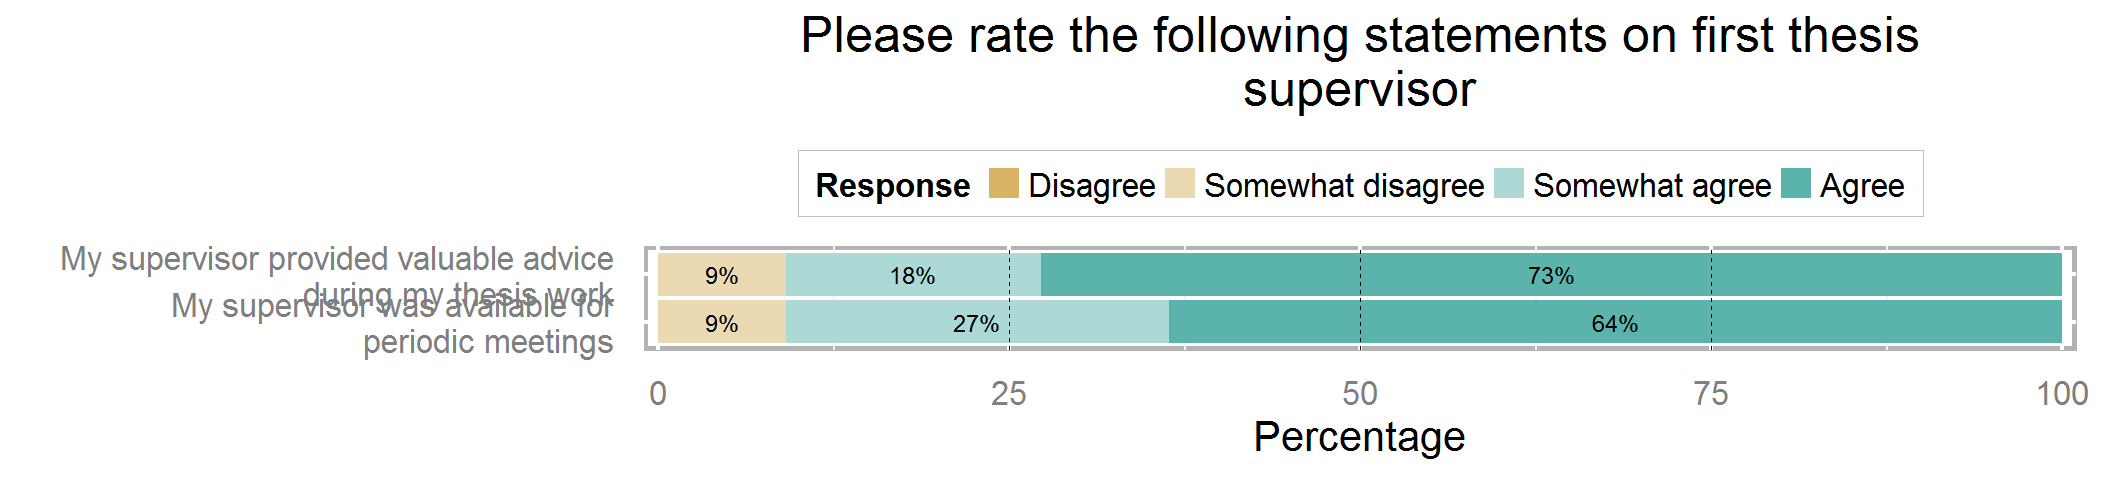 Please rate the following statements on first thesis
supervisor
Response Disagree Somewhat disagree Somewhat agree Agree
My supervisor provided valuable advice
during my thesis work
9% 18% 73%
My supervisor was available for
periodic meetings
9% 27% 64%
0 25 50 75 100
Percentage